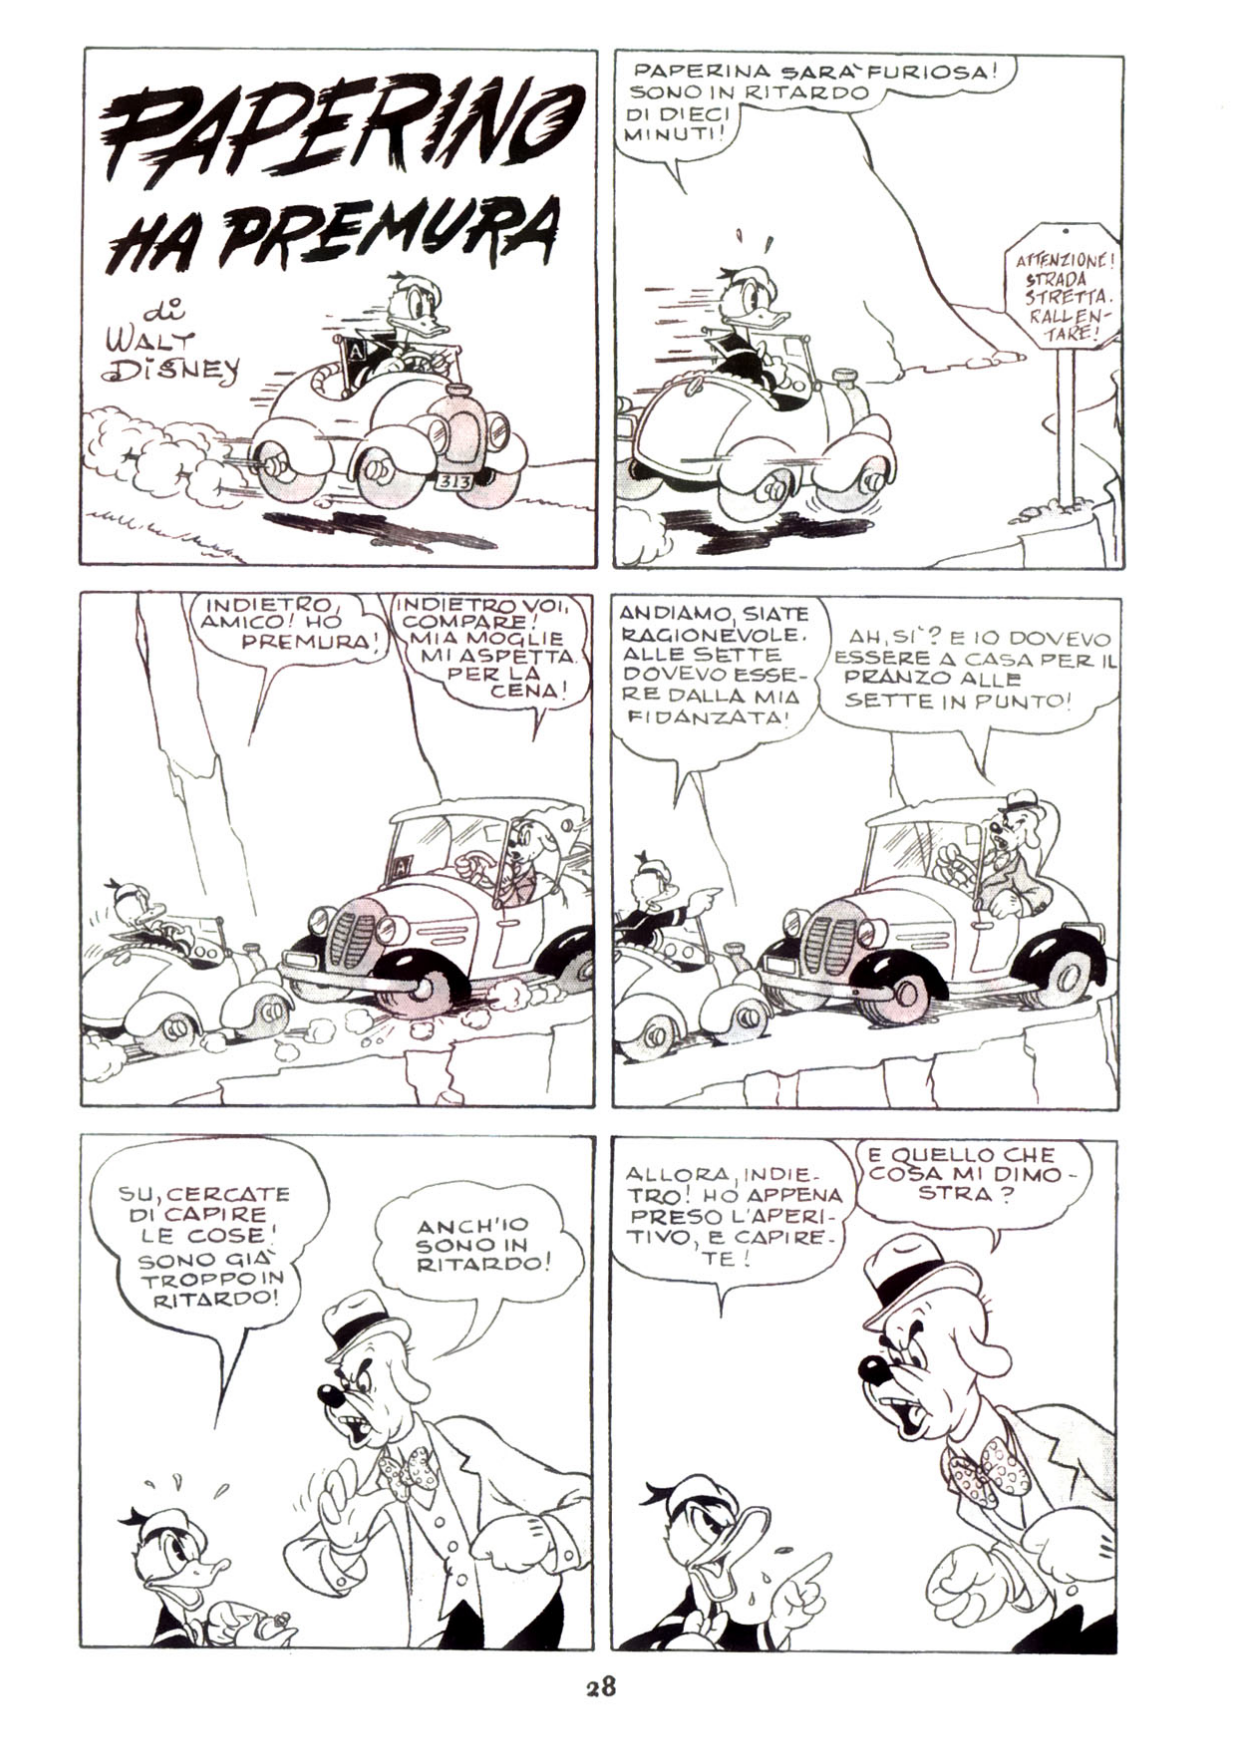 PAPERINO
HA PREMURA
di
WALT
DISNEY
A
313
PAPERINA SARÀ FURIOSA!
SONO IN RITARDO
DI DIECI
MINUTI!
ATTENZIONE!
STRADA
STRETTA.
RALLEN-
TARE!
INDIETRO,
AMICO! HO
PREMURA!
INDIETRO VOI,
COMPARE!
MIA MOGLIE
MI ASPETTA
PER LA
CENA!
A
ANDIAMO, SIATE
RAGIONEVOLE.
ALLE SETTE
DOVEVO ESSE-
RE DALLA MIA
FIDANZATA!
AH, SÌ? E IO DOVEVO
ESSERE A CASA PER IL
PRANZO ALLE
SETTE IN PUNTO!
SU, CERCATE
DI CAPIRE
LE COSE!
SONO GIÀ
TROPPO IN
RITARDO!
ANCH'IO
SONO IN
RITARDO!
ALLORA, INDIE-
TRO! HO APPENA
PRESO L'APERI-
TIVO, E CAPIRE-
TE!
E QUELLO CHE
COSA MI DIMO-
STRA?
28